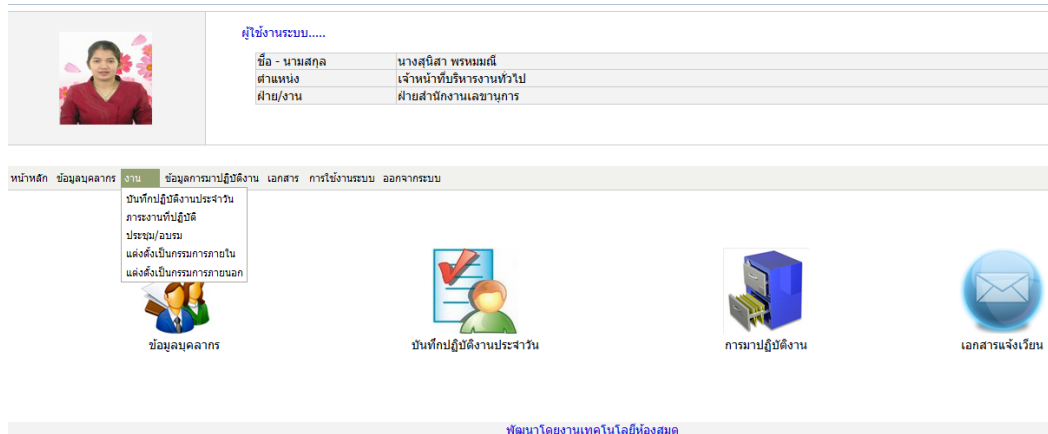 ผู้ใช้งานระบบ.....
ชื่อ - นามสกุล นางสุนิสา พรหมมณี
ตำแหน่ง เจ้าหน้าที่บริหารงานทั่วไป
ฝ่าย/งาน ฝ่ายสำนักงานเลขานุการ
หน้าหลัก ข้อมูลบุคลากร งาน ข้อมูลการมาปฏิบัติงาน เอกสาร การใช้งานระบบ ออกจากระบบ
บันทึกปฏิบัติงานประจำวัน
ภาระงานที่ปฏิบัติ
ประชุม/อบรม
แต่งตั้งเป็นกรรมการภายใน
แต่งตั้งเป็นกรรมการภายนอก
ข้อมูลบุคลากร บันทึกปฏิบัติงานประจำวัน การมาปฏิบัติงาน เอกสารแจ้งเวียน
พัฒนาโดยงานเทคโนโลยีห้องสมุด